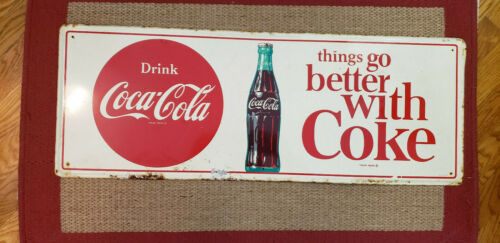 Drink
Coca-Cola
Coca-Cola
things go
better
with
Coke